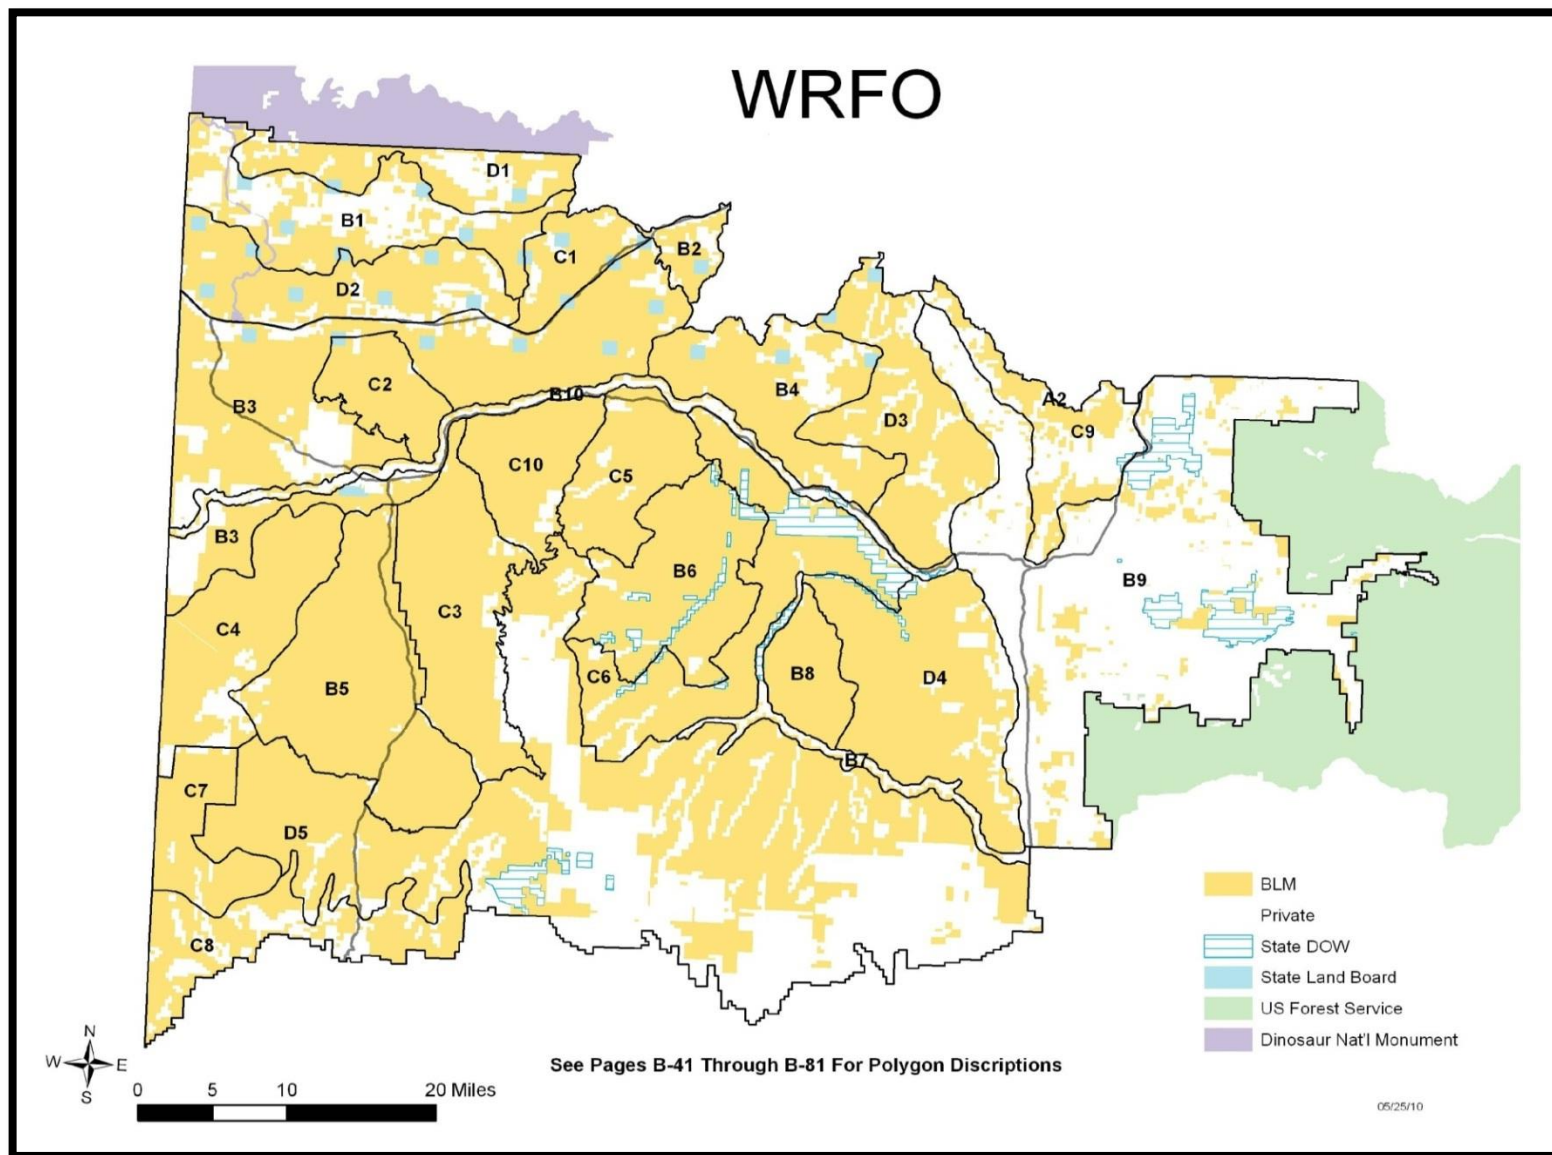 WRFO
D1
B1
C1
B2
D2
C2
B10
B4
B3
A2
D3
C9
C10
C5
B3
B6
B9
C3
C4
C6
B8
D4
B5
B7
C7
D5
C8
BLM
Private
State DOW
State Land Board
US Forest Service
Dinosaur Nat'l Monument
N
W E
S
See Pages B-41 Through B-81 For Polygon Discriptions
0 5 10 20 Miles
05/25/10